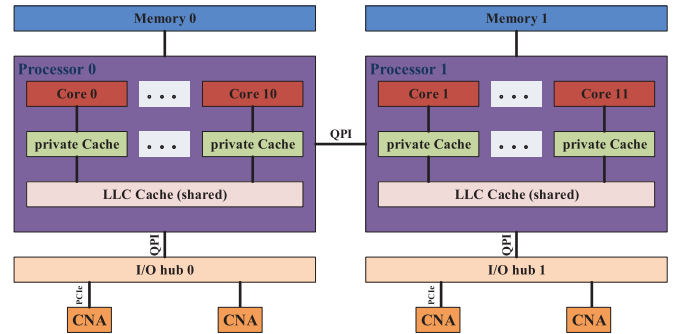 Memory 0
Memory 1
Processor 0
Processor 1
Core 0
...
Core 10
Core 1
...
Core 11
QPI
private Cache
...
private Cache
private Cache
...
private Cache
LLC Cache (shared)
LLC Cache (shared)
QPI
QPI
I/O hub 0
I/O hub 1
PCIe
PCIe
CNA
CNA
CNA
CNA